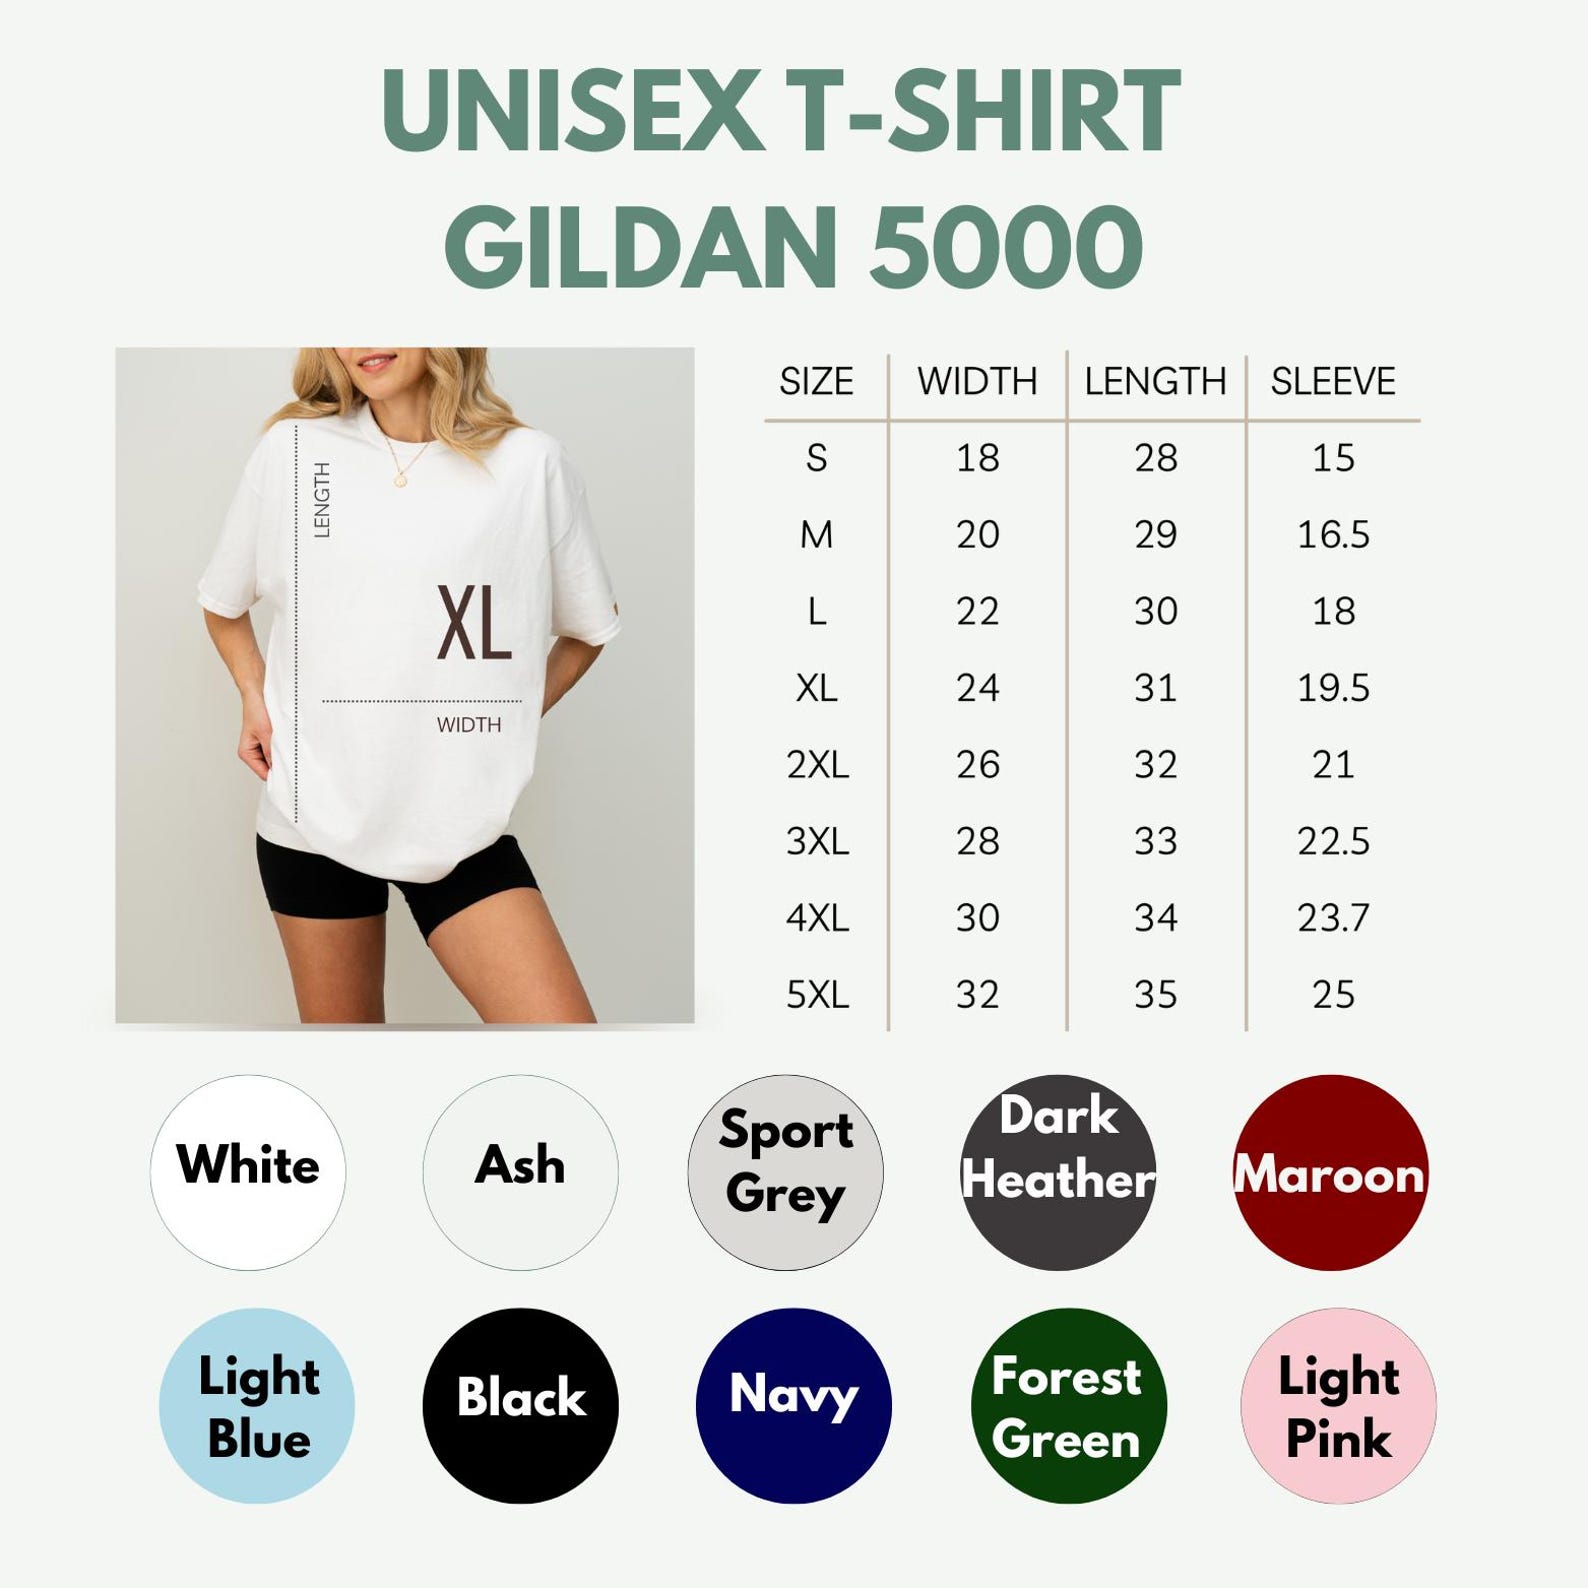 UNISEX T-SHIRT
GILDAN 5000
LENGTH
XL
WIDTH
SIZE WIDTH LENGTH SLEEVE
S 18 28 15
M 20 29 16.5
L 22 30 18
XL 24 31 19.5
2XL 26 32 21
3XL 28 33 22.5
4XL 30 34 23.7
5XL 32 35 25
White
Ash
Sport
Grey
Dark
Heather
Maroon
Light
Blue
Black
Navy
Forest
Green
Light
Pink